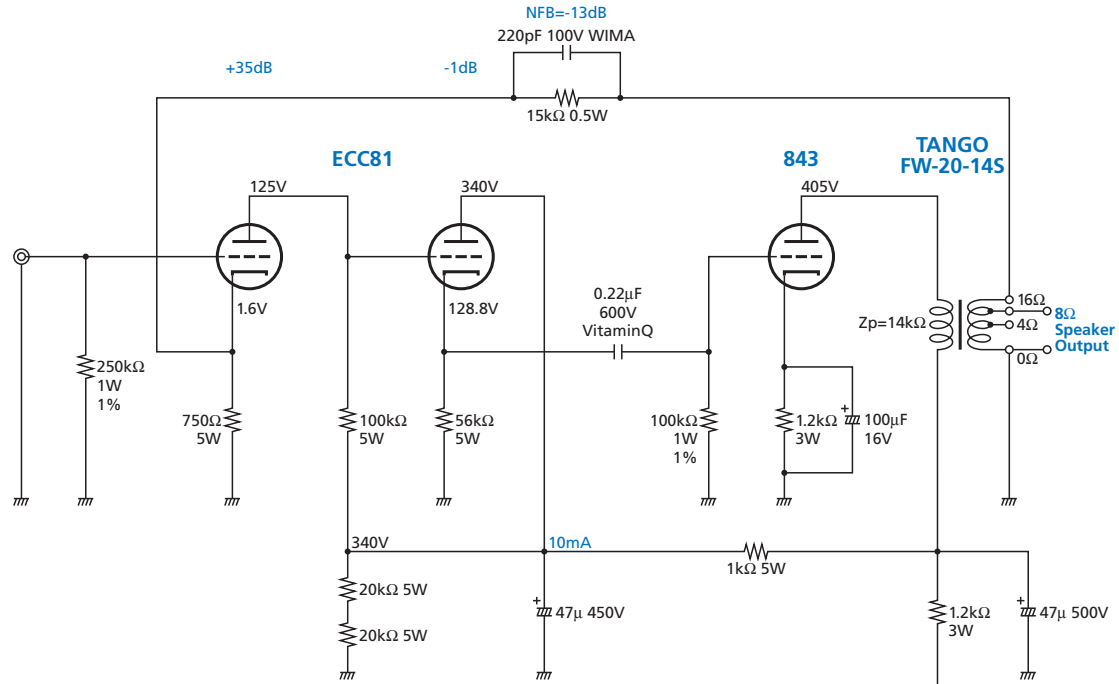 NFB=-13dB
220pF 100V WIMA
+35dB
-1dB
15kΩ 0.5W
ECC81
843
TANGO
FW-20-14S
125V
340V
405V
1.6V
128.8V
0.22µF
600V
VitaminQ
Zp=14kΩ
16Ω
8Ω
4Ω
Speaker
Output
0Ω
250kΩ
1W
1%
750Ω
5W
100kΩ
5W
56kΩ
5W
100kΩ
1W
1%
1.2kΩ
3W
+
100µF
16V
340V
10mA
1kΩ 5W
20kΩ 5W
20kΩ 5W
+
47µ 450V
1.2kΩ
3W
+
47µ 500V